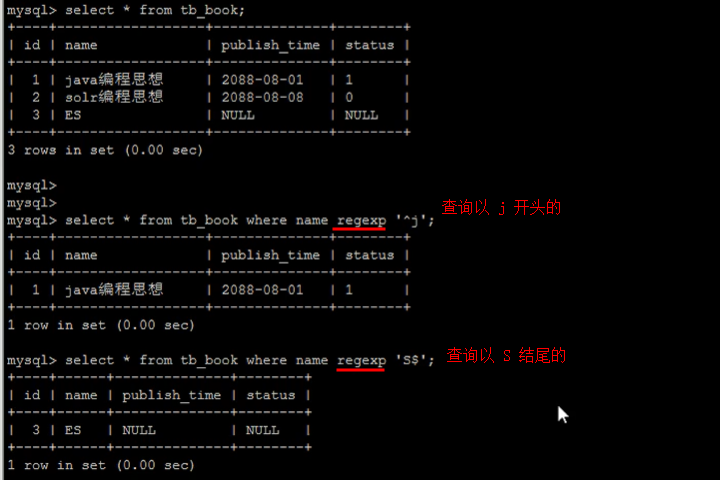 mysql> select * from tb_book;
+----+------------------+--------------+--------+
| id | name             | publish_time | status |
+----+------------------+--------------+--------+
|  1 | java编程思想     | 2088-08-01   | 1      |
|  2 | solr编程思想     | 2088-08-08   | 0      |
|  3 | ES               | NULL         | NULL   |
+----+------------------+--------------+--------+
3 rows in set (0.00 sec)
mysql>
mysql>
mysql> select * from tb_book where name regexp '^j'; 查询以 j 开头的
+----+------------------+--------------+--------+
| id | name             | publish_time | status |
+----+------------------+--------------+--------+
|  1 | java编程思想     | 2088-08-01   | 1      |
+----+------------------+--------------+--------+
1 row in set (0.00 sec)
mysql> select * from tb_book where name regexp 'S$'; 查询以 S 结尾的
+----+------+--------------+--------+
| id | name | publish_time | status |
+----+------+--------------+--------+
|  3 | ES   | NULL         | NULL   |
+----+------+--------------+--------+
1 row in set (0.00 sec)